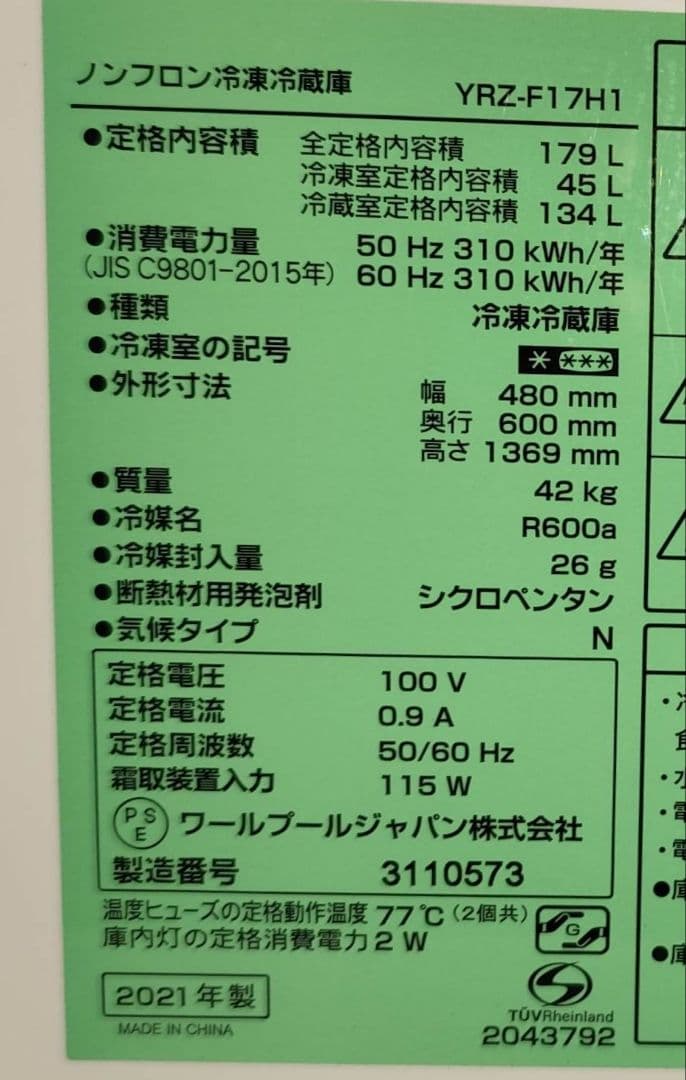 ノンフロン冷凍冷蔵庫 YRZ-F17H1
●定格内容積 全定格内容積 179 L
冷凍室定格内容積 45 L
冷蔵室定格内容積 134 L
●消費電力量 50 Hz 310 kWh/年
(JIS C9801-2015年) 60 Hz 310 kWh/年
●種類 冷凍冷蔵庫
●冷凍室の記号
●外形寸法 幅 480 mm
奥行 600 mm
高さ 1369 mm
●質量 42 kg
●冷媒名 R600a
●冷媒封入量 26 g
●断熱材用発泡剤 シクロペンタン
●気候タイプ N
定格電圧 100 V
定格電流 0.9 A
定格周波数 50/60 Hz
霜取装置入力 115 W
PSE ワールプールジャパン株式会社
製造番号 3110573
温度ヒューズの定格動作温度 77℃(2個共)
庫内灯の定格消費電力 2 W
G
2021年製
MADE IN CHINA
TÜVRheinland
2043792